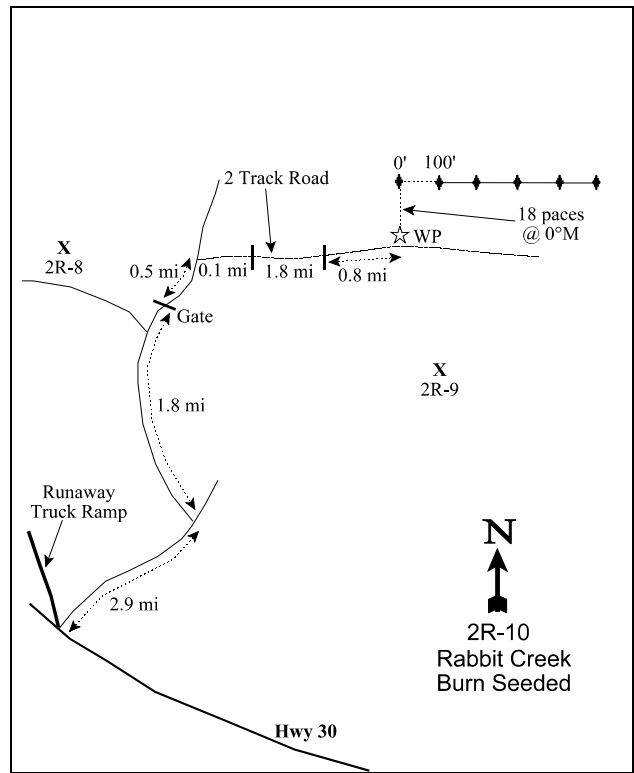 0' 100'
2 Track Road
18 paces
@ 0°M
WP
X
2R-8
0.5 mi
0.1 mi
1.8 mi
0.8 mi
Gate
X
2R-9
1.8 mi
Runaway
Truck Ramp
2.9 mi
N
2R-10
Rabbit Creek
Burn Seeded
Hwy 30